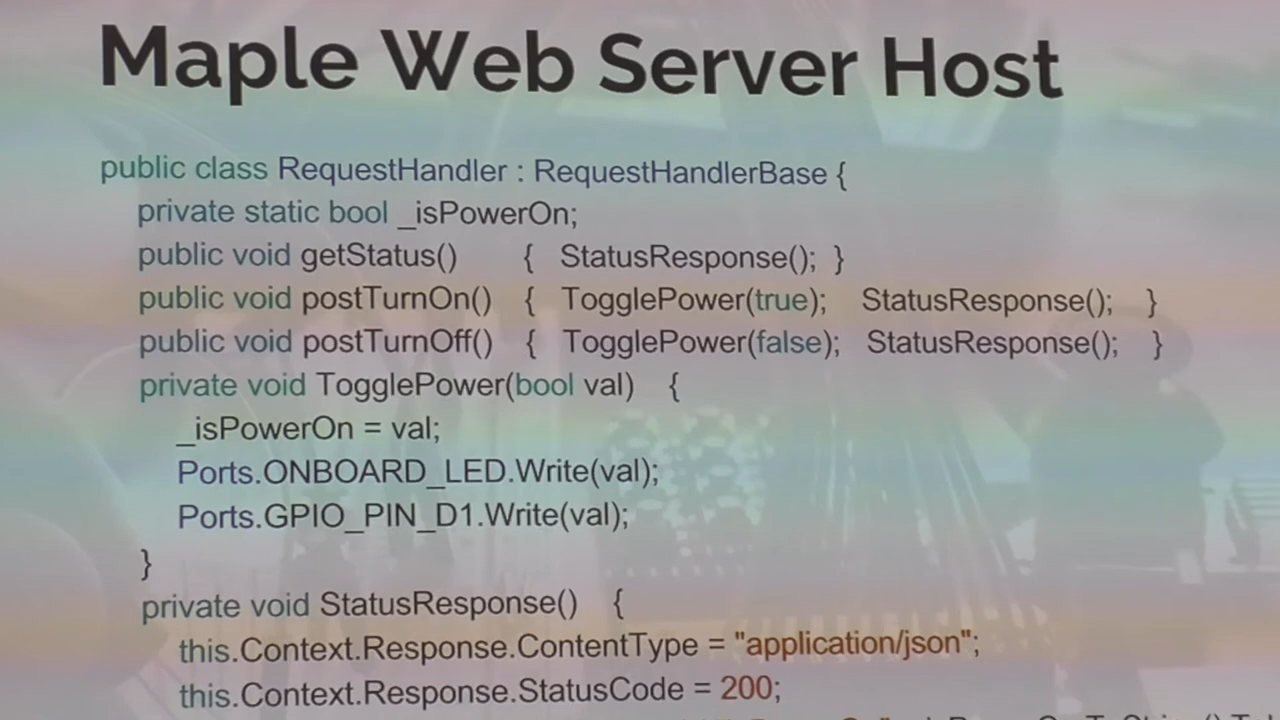 Maple Web Server Host
public class RequestHandler : RequestHandlerBase {
private static bool _isPowerOn;
public void getStatus() { StatusResponse(); }
public void postTurnOn() { TogglePower(true); StatusResponse(); }
public void postTurnOff() { TogglePower(false); StatusResponse(); }
private void TogglePower(bool val) {
_isPowerOn = val;
Ports.ONBOARD_LED.Write(val);
Ports.GPIO_PIN_D1.Write(val);
}
private void StatusResponse() {
this.Context.Response.ContentType = "application/json";
this.Context.Response.StatusCode = 200;